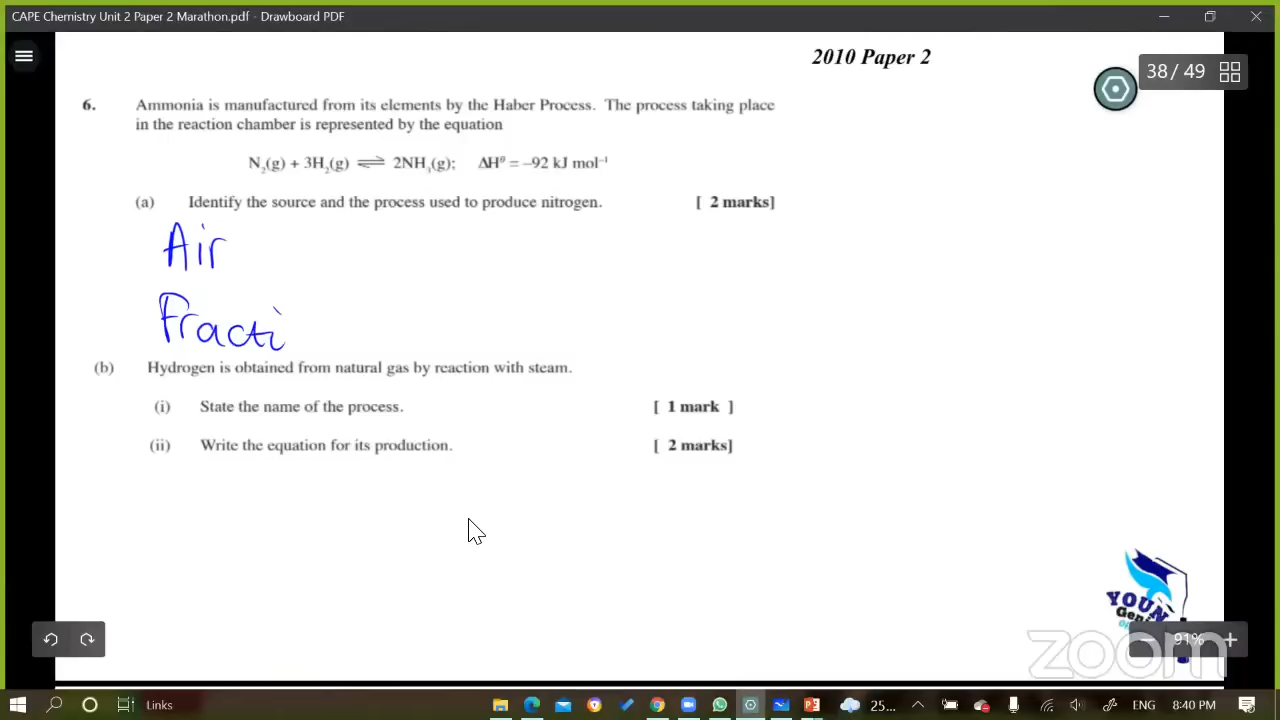 CAPE Chemistry Unit 2 Paper 2 Marathon.pdf - Drawboard PDF
2010 Paper 2
38 / 49
6. Ammonia is manufactured from its elements by the Haber Process. The process taking place
in the reaction chamber is represented by the equation
N₂(g) + 3H₂(g) ⇌ 2NH₃(g); ΔHᶿ = –92 kJ mol⁻¹
(a) Identify the source and the process used to produce nitrogen. [ 2 marks]
Air
Fracti
(b) Hydrogen is obtained from natural gas by reaction with steam.
(i) State the name of the process. [ 1 mark ]
(ii) Write the equation for its production. [ 2 marks]
YOUN
zoom
91%
Links
25...
ENG
8:40 PM